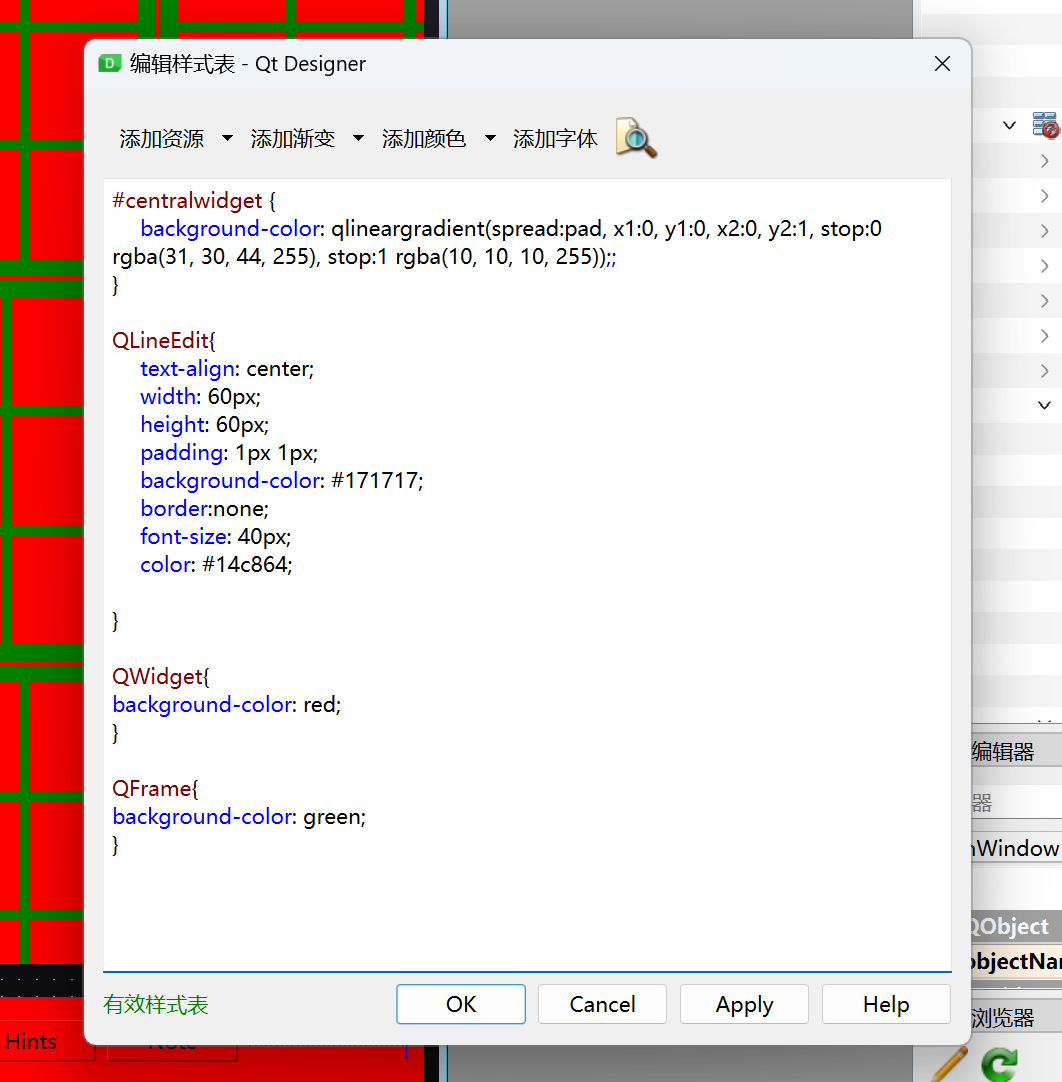 编辑样式表 - Qt Designer
添加资源 添加渐变 添加颜色 添加字体
#centralwidget {
background-color: qlineargradient(spread:pad, x1:0, y1:0, x2:0, y2:1, stop:0
rgba(31, 30, 44, 255), stop:1 rgba(10, 10, 10, 255));;
}
QLineEdit{
text-align: center;
width: 60px;
height: 60px;
padding: 1px 1px;
background-color: #171717;
border:none;
font-size: 40px;
color: #14c864;
}
QWidget{
background-color: red;
}
QFrame{
background-color: green;
}
有效样式表
OK Cancel Apply Help
编辑器
器
nWindow
QObject
objectNa
浏览器
Hints
Note